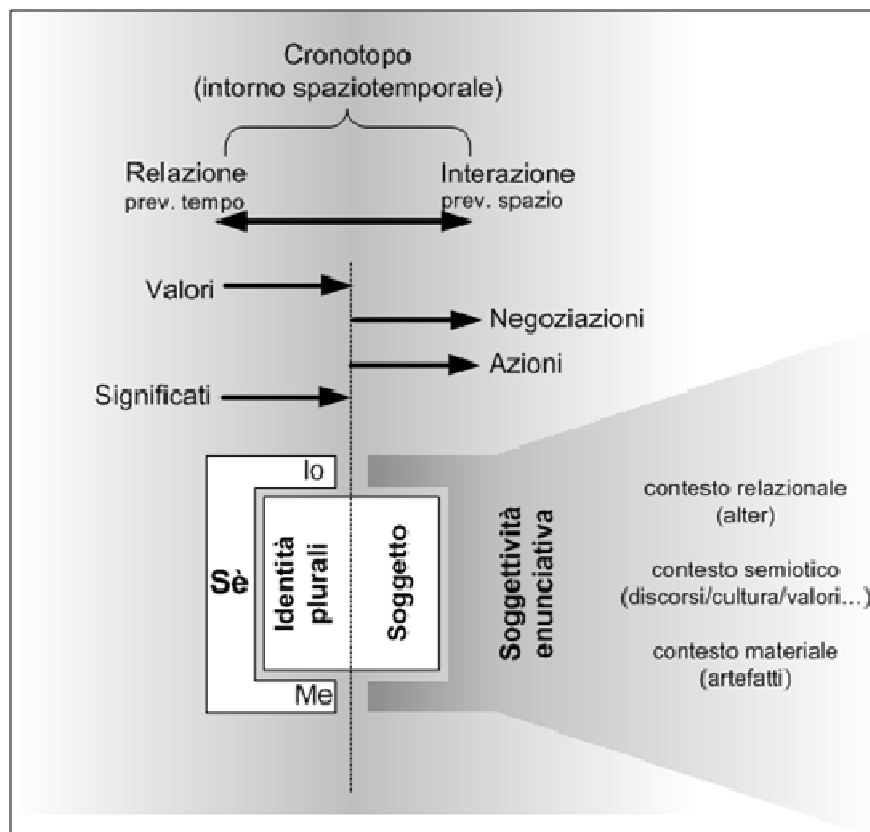 Cronotopo
(intorno spaziotemporale)
Relazione
prev. tempo
Interazione
prev. spazio
Valori
Negoziazioni
Azioni
Significati
Io
Sè
Identità
plurali
Soggetto
Me
Soggettività
enunciativa
contesto relazionale
(alter)
contesto semiotico
(discorsi/cultura/valori...)
contesto materiale
(artefatti)